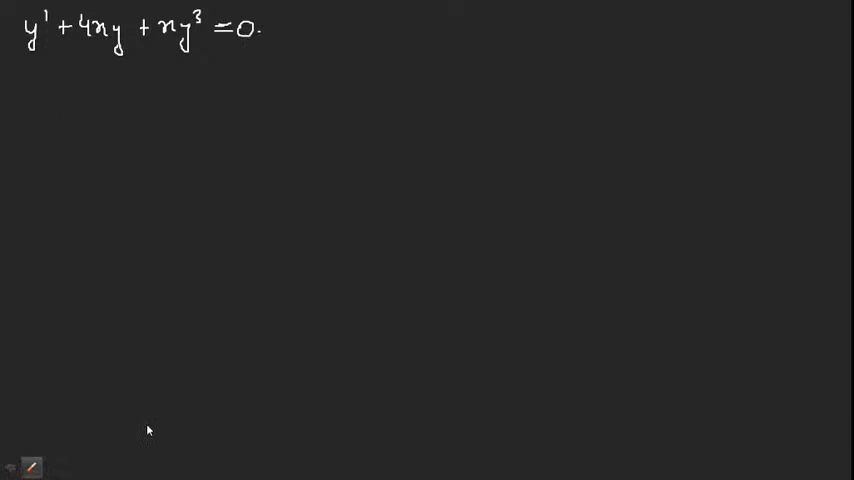 y' + 4xy + xy³ = 0.